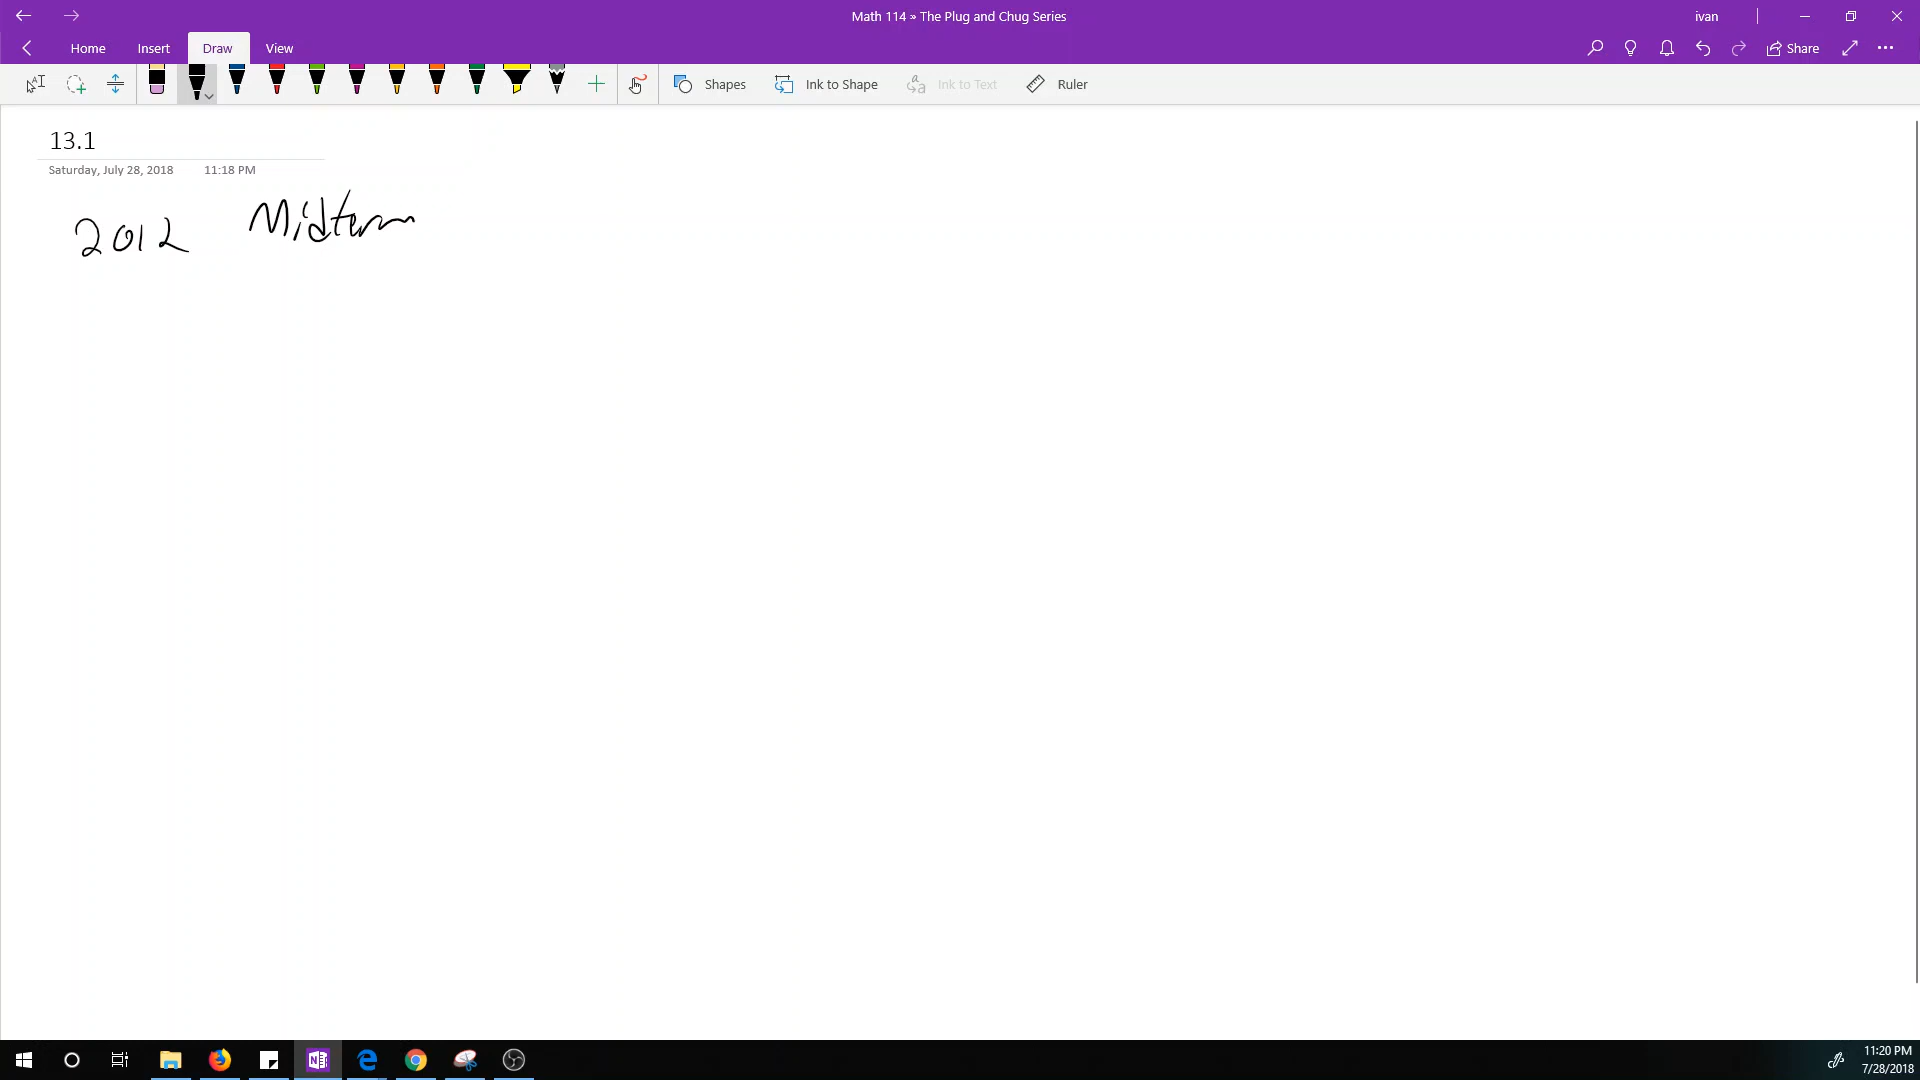 Math 114 » The Plug and Chug Series
ivan
Home Insert Draw View
Share
Shapes Ink to Shape Ink to Text Ruler
13.1
Saturday, July 28, 2018 11:18 PM
2012 Midterm
11:20 PM
7/28/2018